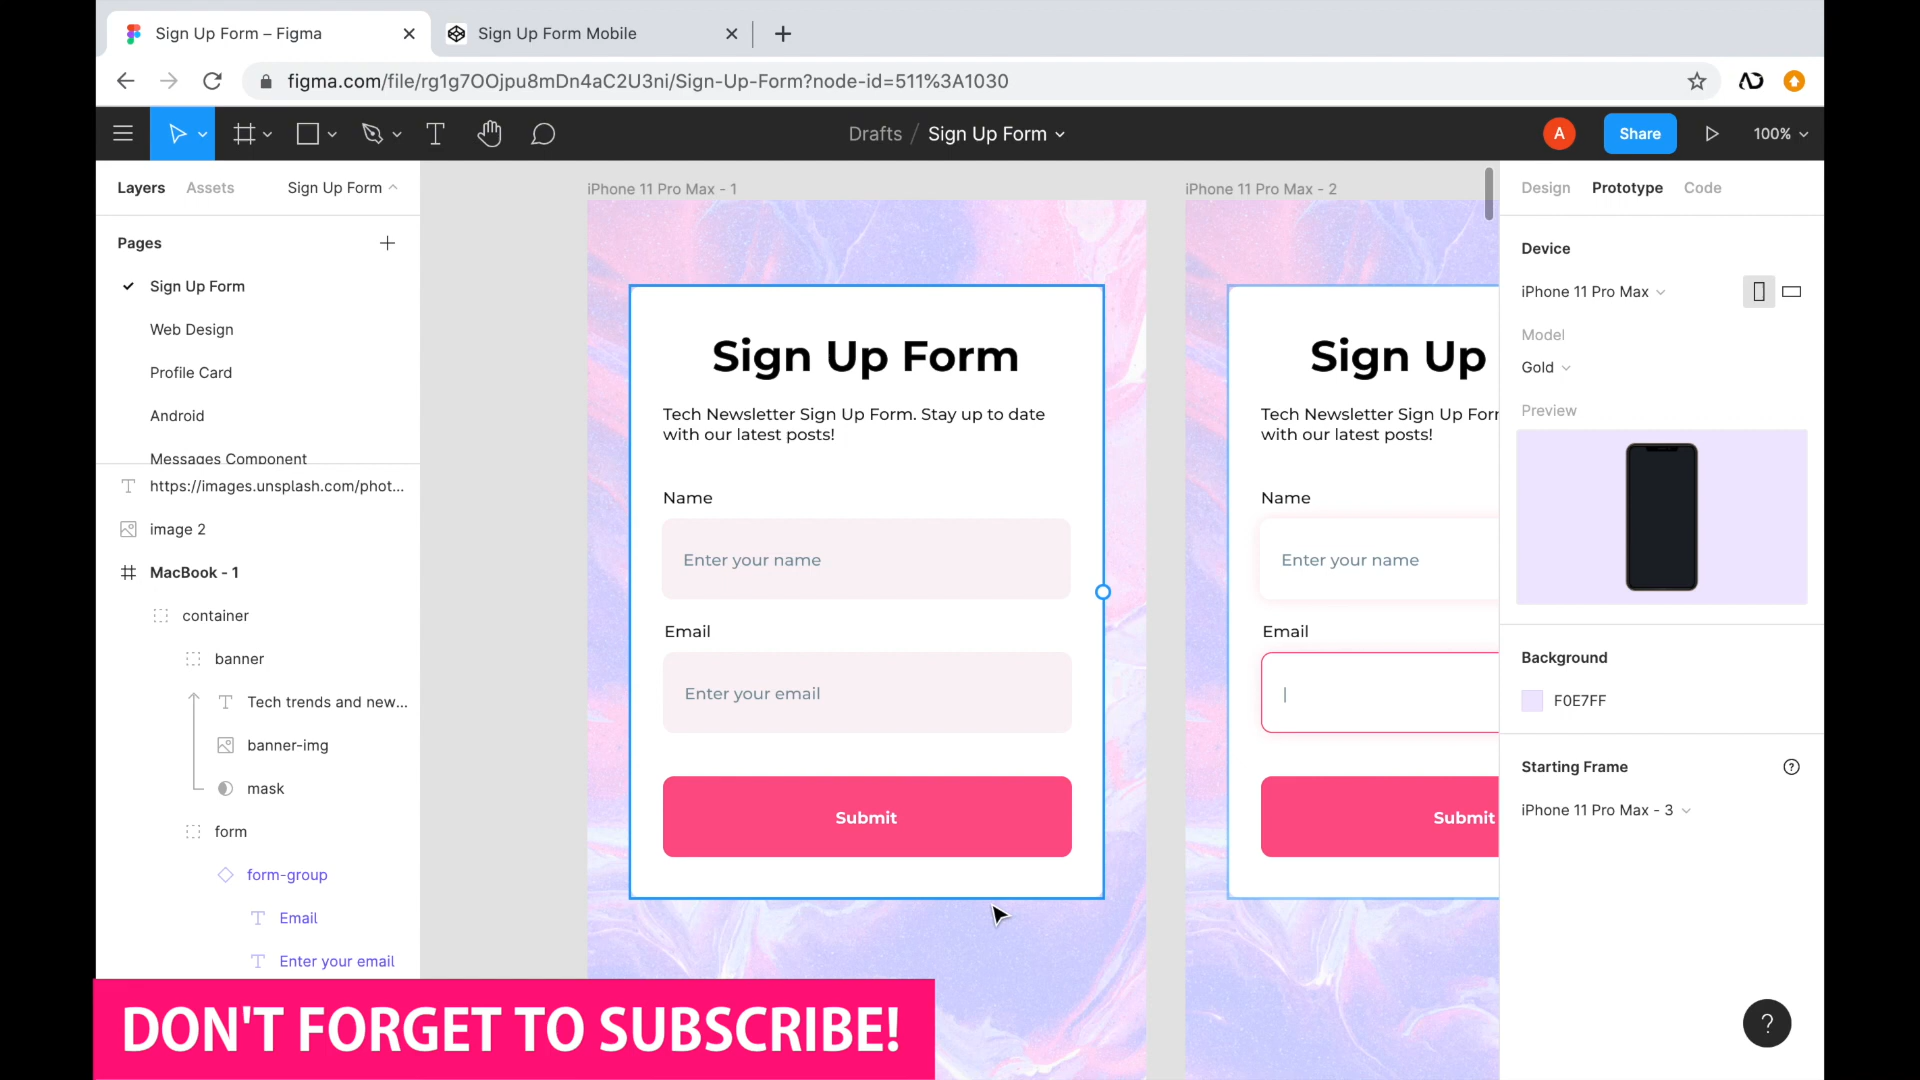 Sign Up Form – Figma
Sign Up Form Mobile
figma.com/file/rg1g7OOjpu8mDn4aC2U3ni/Sign-Up-Form?node-id=511%3A1030
Drafts / Sign Up Form
A
Share
100%
Layers
Assets
Sign Up Form
Pages
Sign Up Form
Web Design
Profile Card
Android
Messages Component
https://images.unsplash.com/phot...
image 2
MacBook - 1
container
banner
Tech trends and new...
banner-img
mask
form
form-group
Email
Enter your email
iPhone 11 Pro Max - 1
Sign Up Form
Tech Newsletter Sign Up Form. Stay up to date
with our latest posts!
Name
Enter your name
Email
Enter your email
Submit
iPhone 11 Pro Max - 2
Sign Up
Tech Newsletter Sign Up For
with our latest posts!
Name
Enter your name
Email
Submit
Design
Prototype
Code
Device
iPhone 11 Pro Max
Model
Gold
Preview
Background
F0E7FF
Starting Frame
?
iPhone 11 Pro Max - 3
?
DON'T FORGET TO SUBSCRIBE!